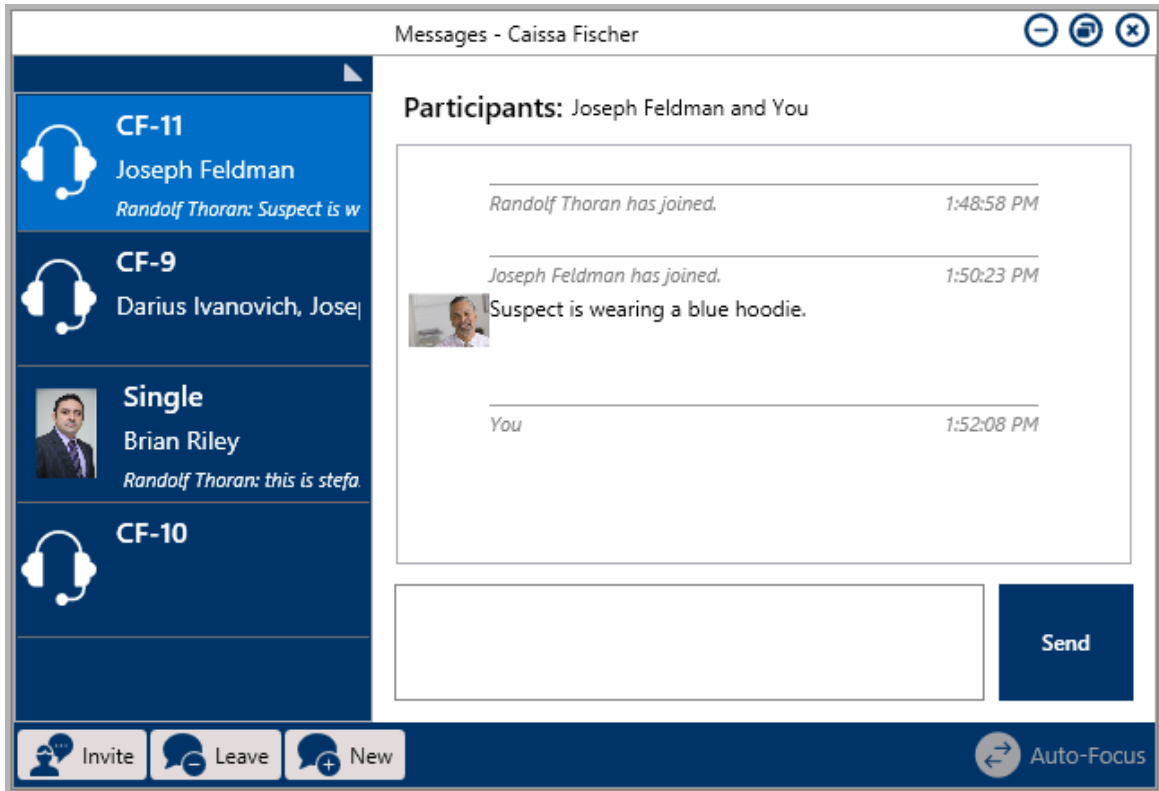 Messages - Caissa Fischer
CF-11
Joseph Feldman
Randolf Thoran: Suspect is w
CF-9
Darius Ivanovich, Josep
Single
Brian Riley
Randolf Thoran: this is stefa
CF-10
Participants: Joseph Feldman and You
Randolf Thoran has joined. 1:48:58 PM
Joseph Feldman has joined. 1:50:23 PM
Suspect is wearing a blue hoodie.
You 1:52:08 PM
Send
Invite Leave New Auto-Focus